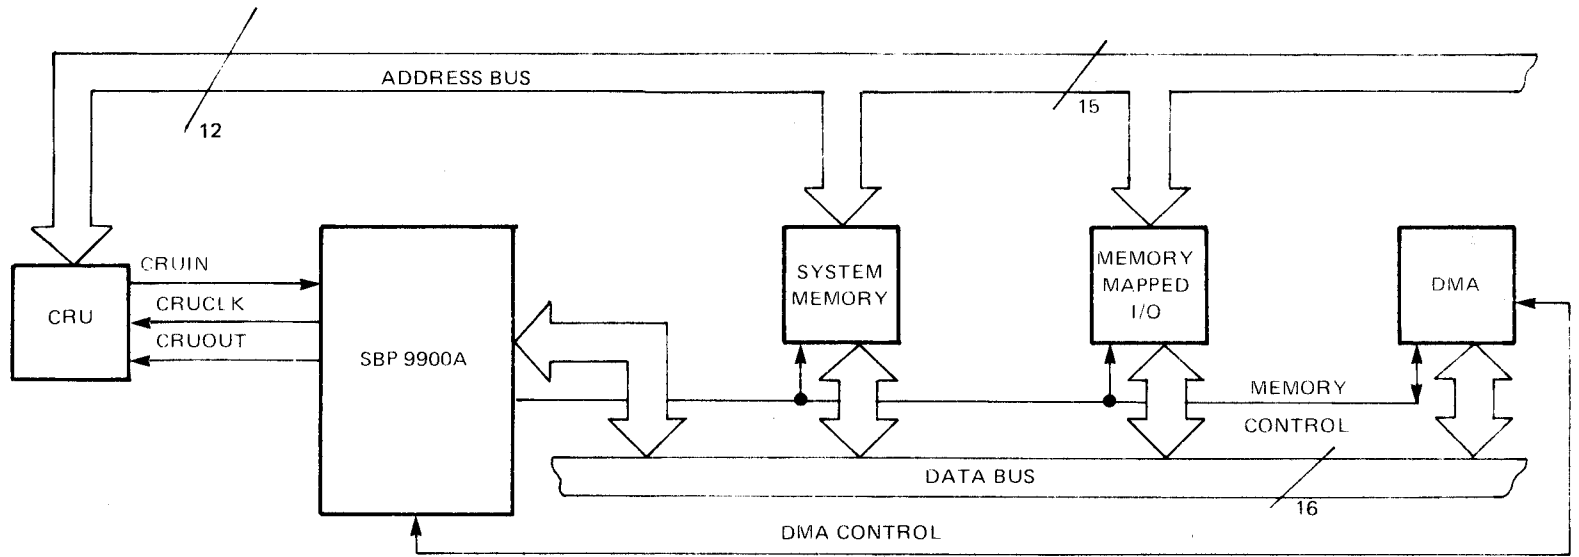 ADDRESS BUS
12
15
CRU
CRUIN
CRUCLK
CRUOUT
SBP 9900A
SYSTEM
MEMORY
MEMORY
MAPPED
I/O
DMA
MEMORY
CONTROL
DATA BUS
16
DMA CONTROL